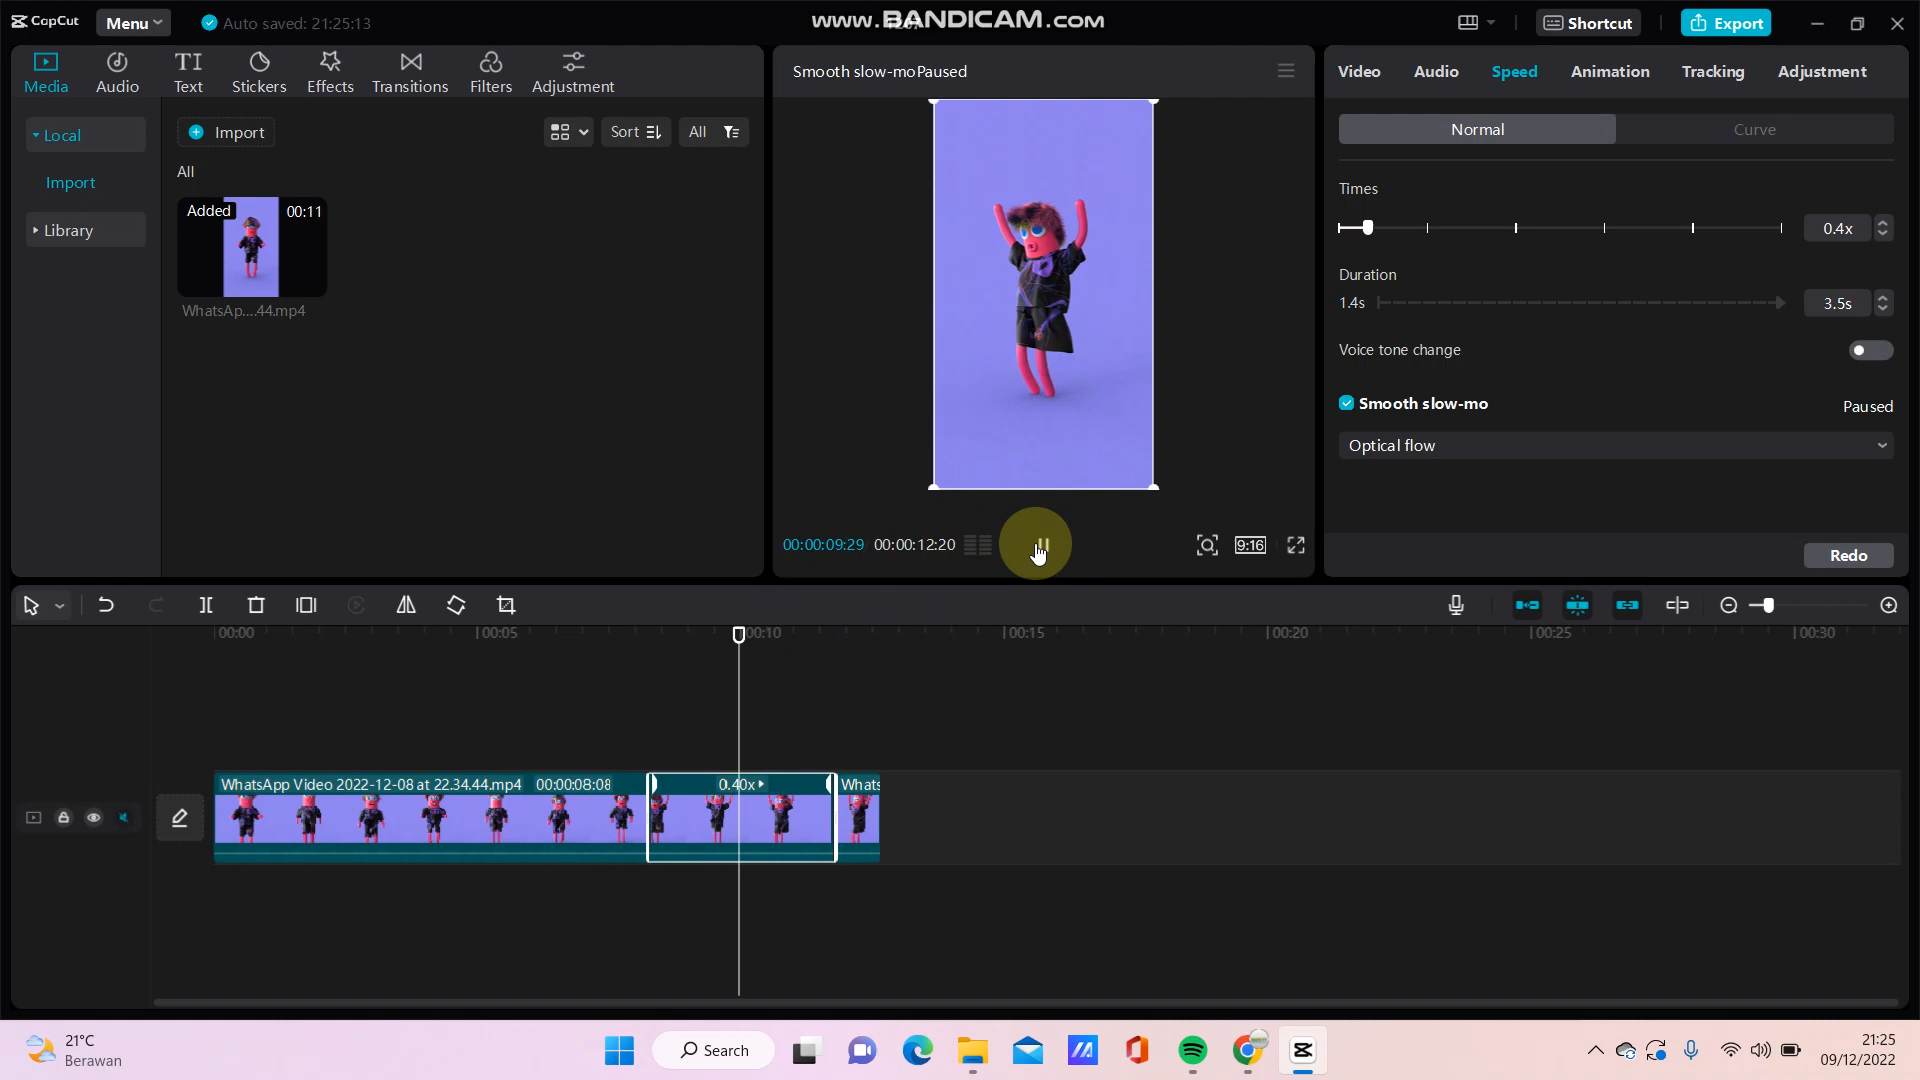 CapCut
Menu
Auto saved: 21:25:13
www.BANDICAM.com
Shortcut
Export
Media
Audio
Text
Stickers
Effects
Transitions
Filters
Adjustment
Local
Import
Library
Import
Sort
All
All
Added
00:11
WhatsAp....44.mp4
Smooth slow-moPaused
00:00:09:29
00:00:12:20
9:16
Video
Audio
Speed
Animation
Tracking
Adjustment
Normal
Curve
Times
0.4x
Duration
1.4s
3.5s
Voice tone change
Smooth slow-mo
Paused
Optical flow
Redo
00:00
00:05
00:10
00:15
00:20
00:25
00:30
WhatsApp Video 2022-12-08 at 22.34.44.mp4 00:00:08:08
0.40x
Whats
21°C
Berawan
Search
21:25
09/12/2022